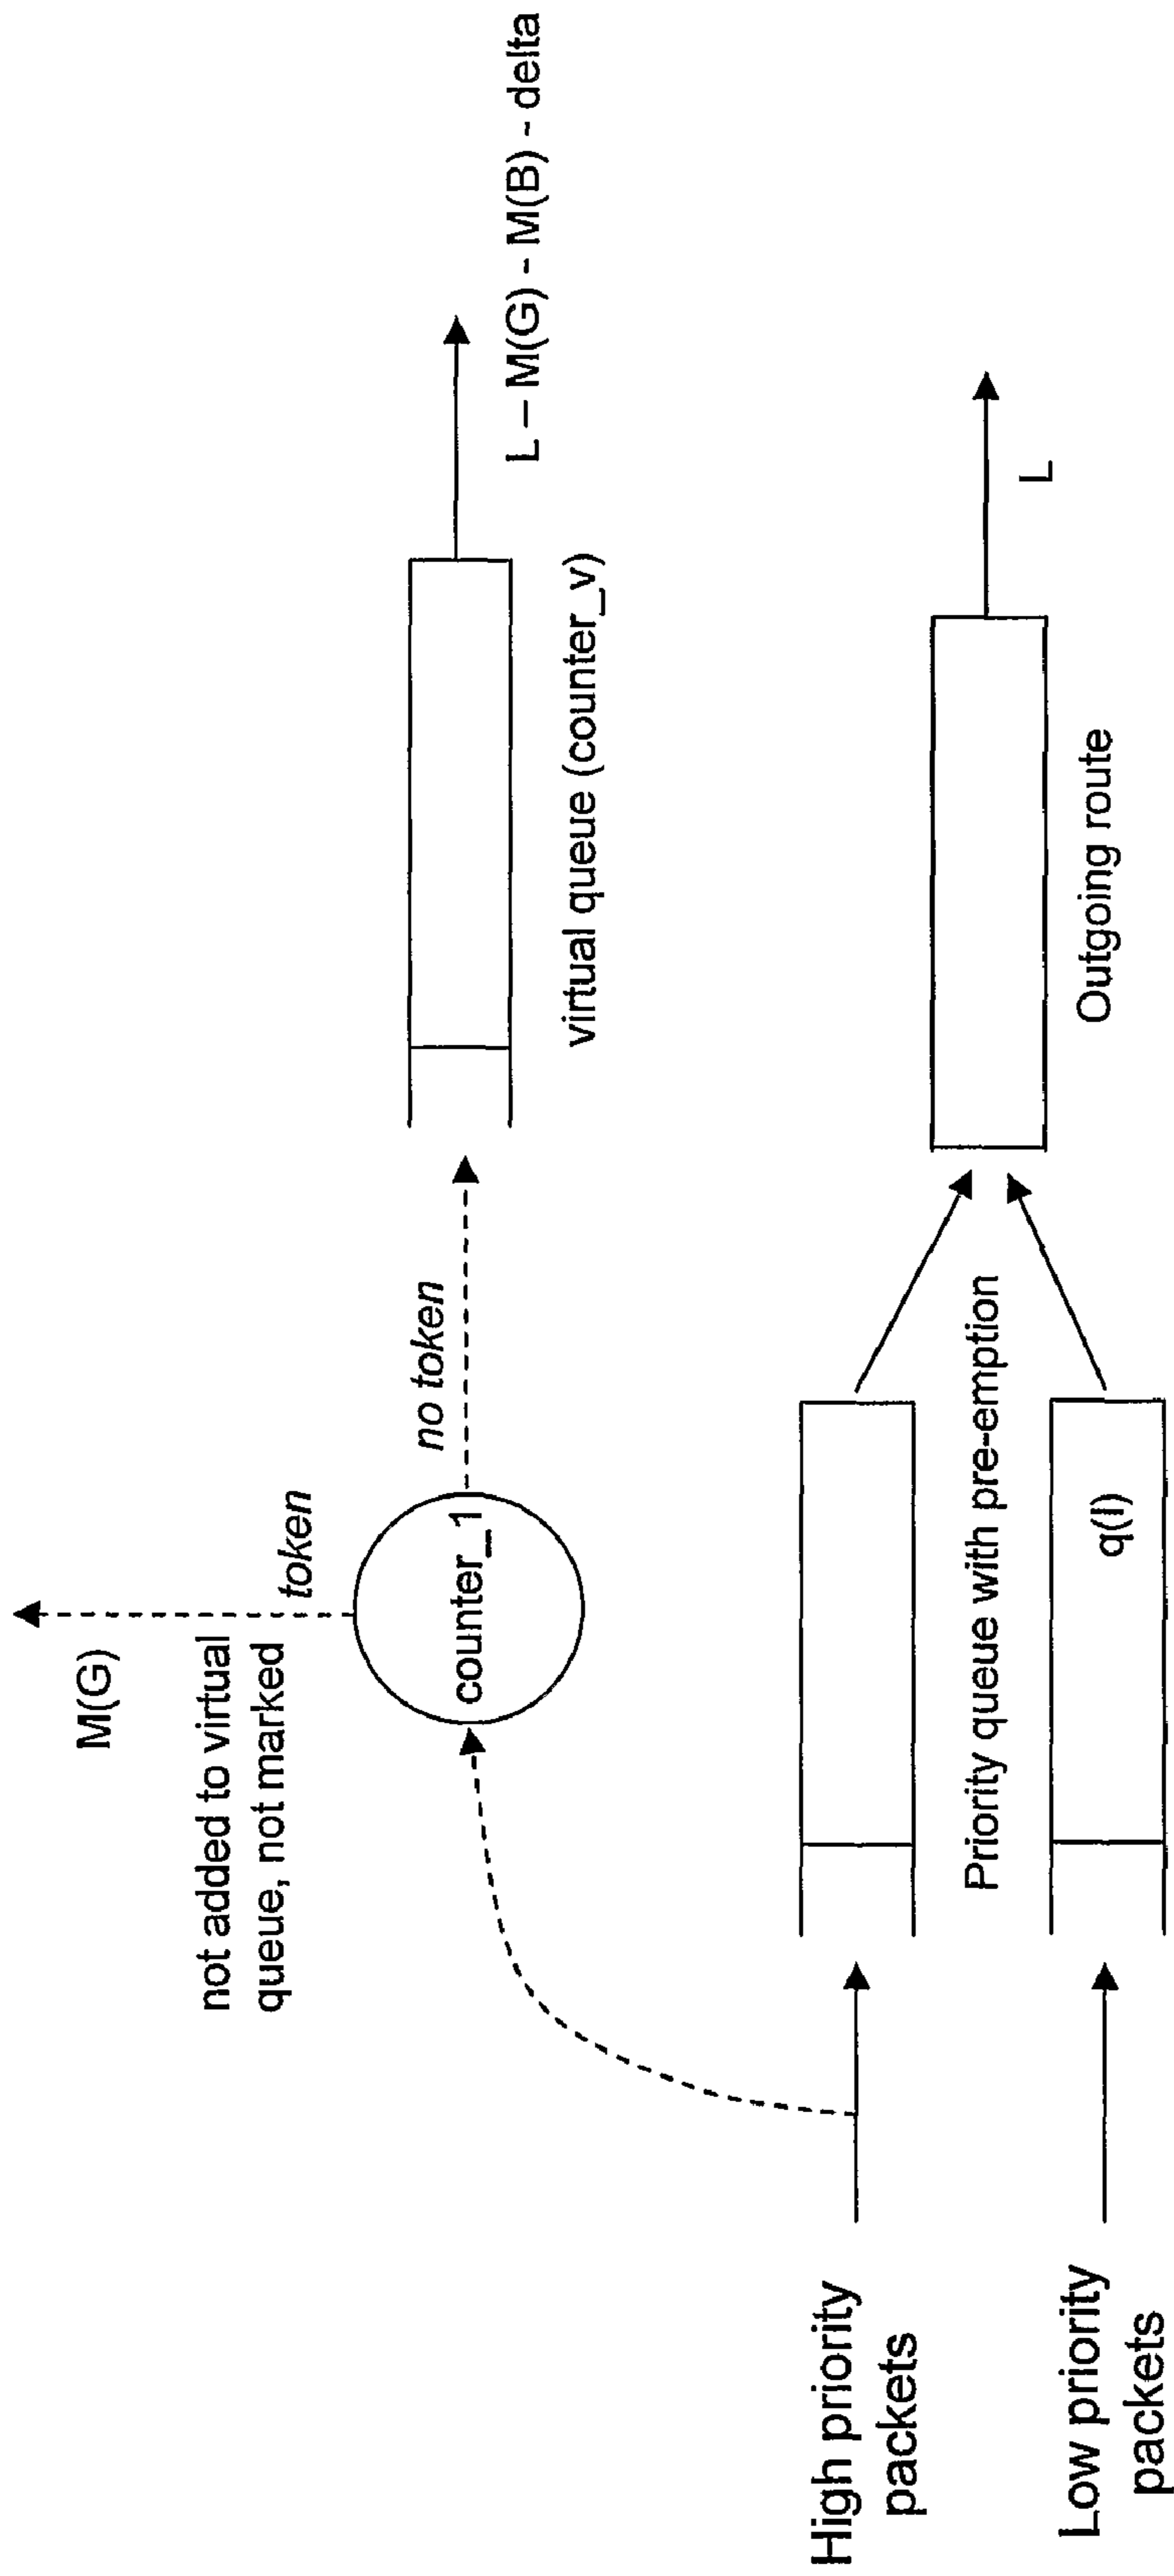 M(G)
not added to virtual
queue, not marked
token
counter_1
no token
L – M(G) - M(B) - delta
virtual queue (counter_v)
High priority
packets
Priority queue with pre-emption
L
Outgoing route
q(l)
Low priority
packets